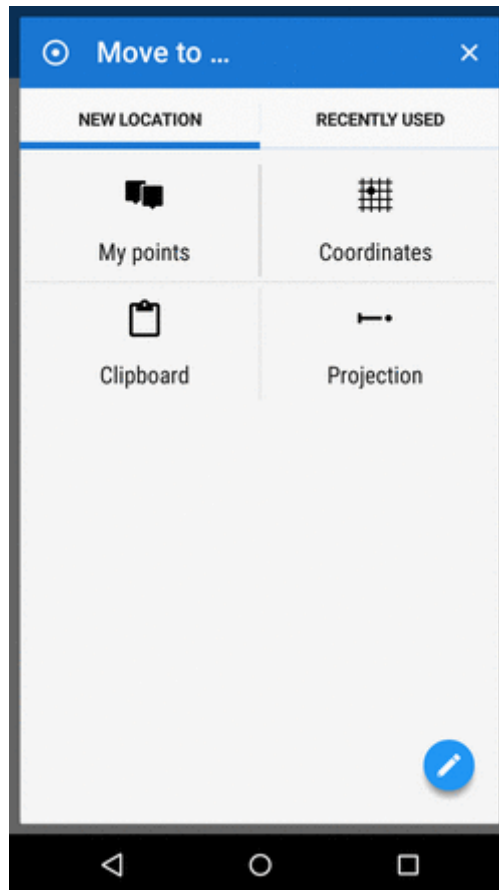 Move to ...
NEW LOCATION
RECENTLY USED
My points
Coordinates
Clipboard
Projection